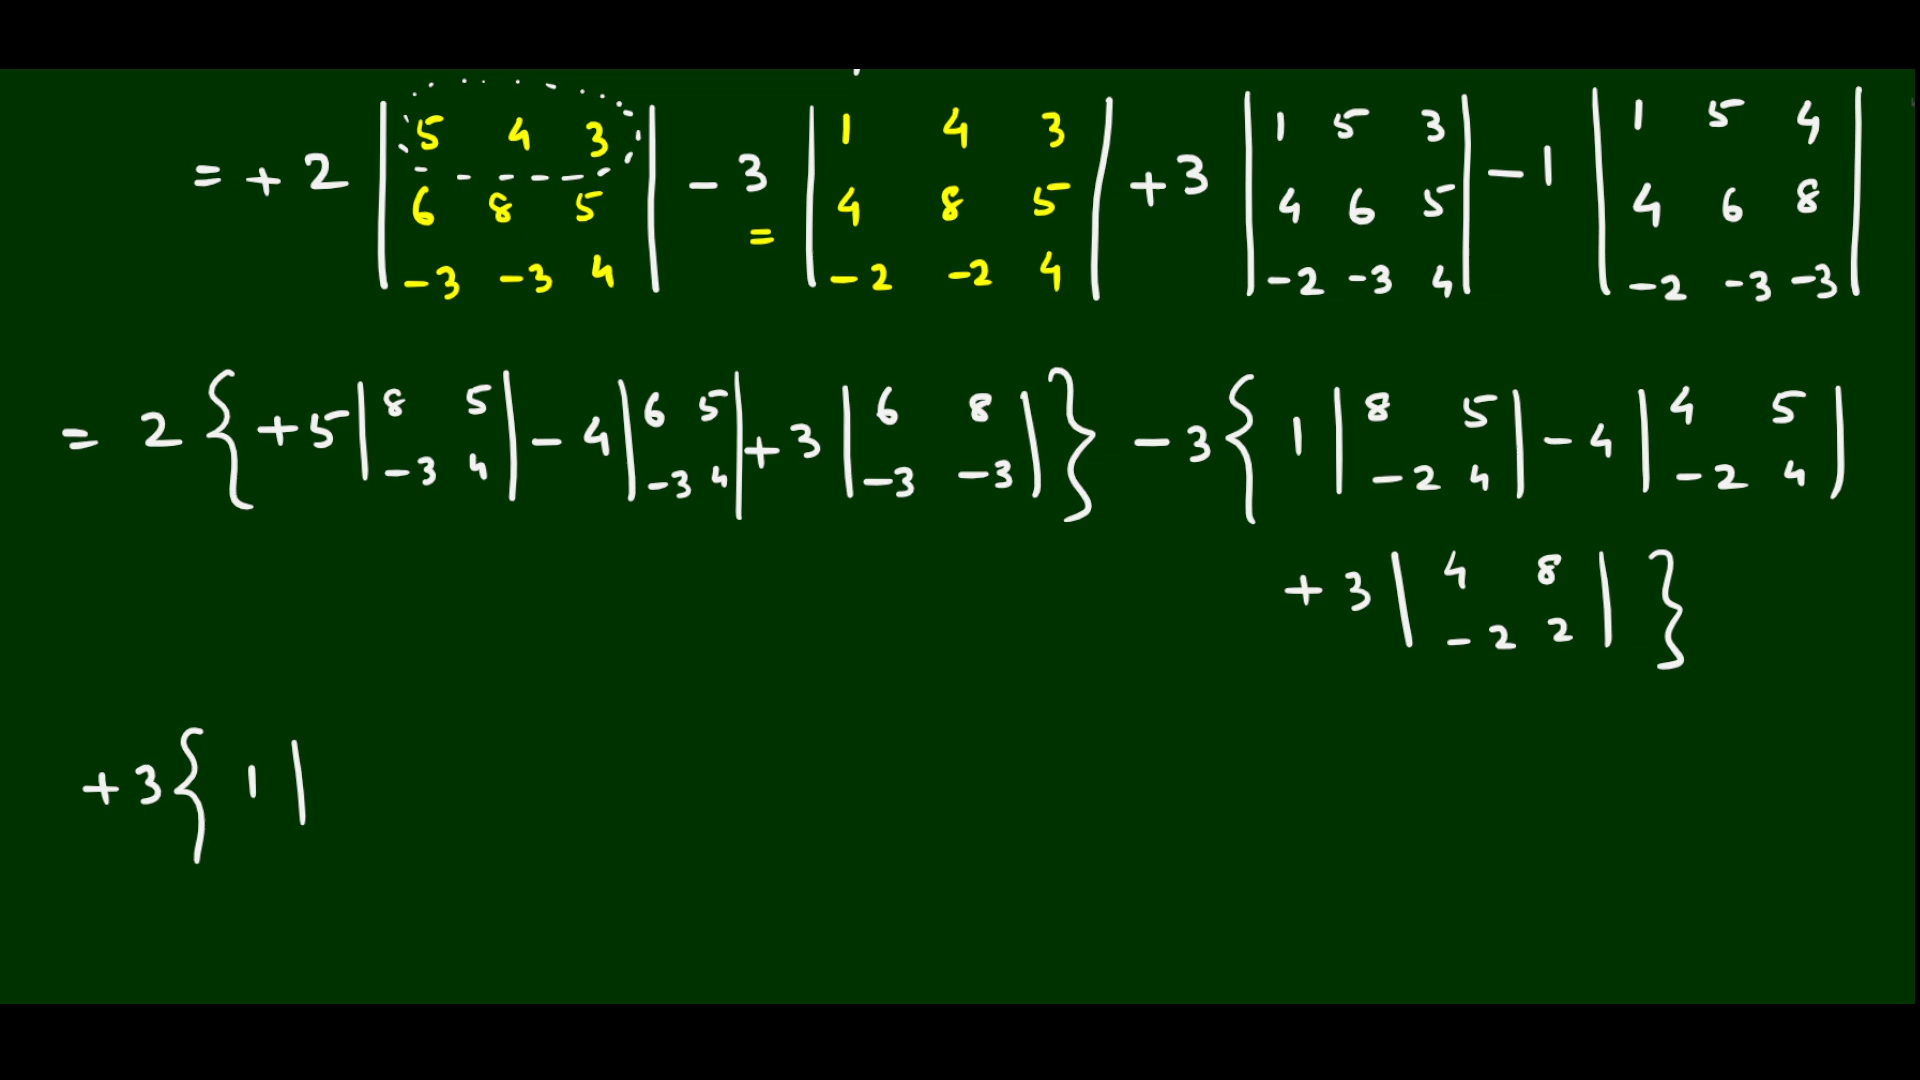 = + 2 | 5 4 3 | - 3 | 1 4 3 | + 3 | 1 5 3 | - 1 | 1 5 4 |
6 8 5 = 4 8 5 4 6 5 4 6 8
-3 -3 4 -2 -2 4 -2 -3 4 -2 -3 -3
= 2 { + 5 | 8 5 | - 4 | 6 5 | + 3 | 6 8 | } - 3 { 1 | 8 5 | - 4 | 4 5 |
-3 4 -3 4 -3 -3 -2 4 -2 4
+ 3 | 4 8 | }
-2 2
+ 3 { 1 |